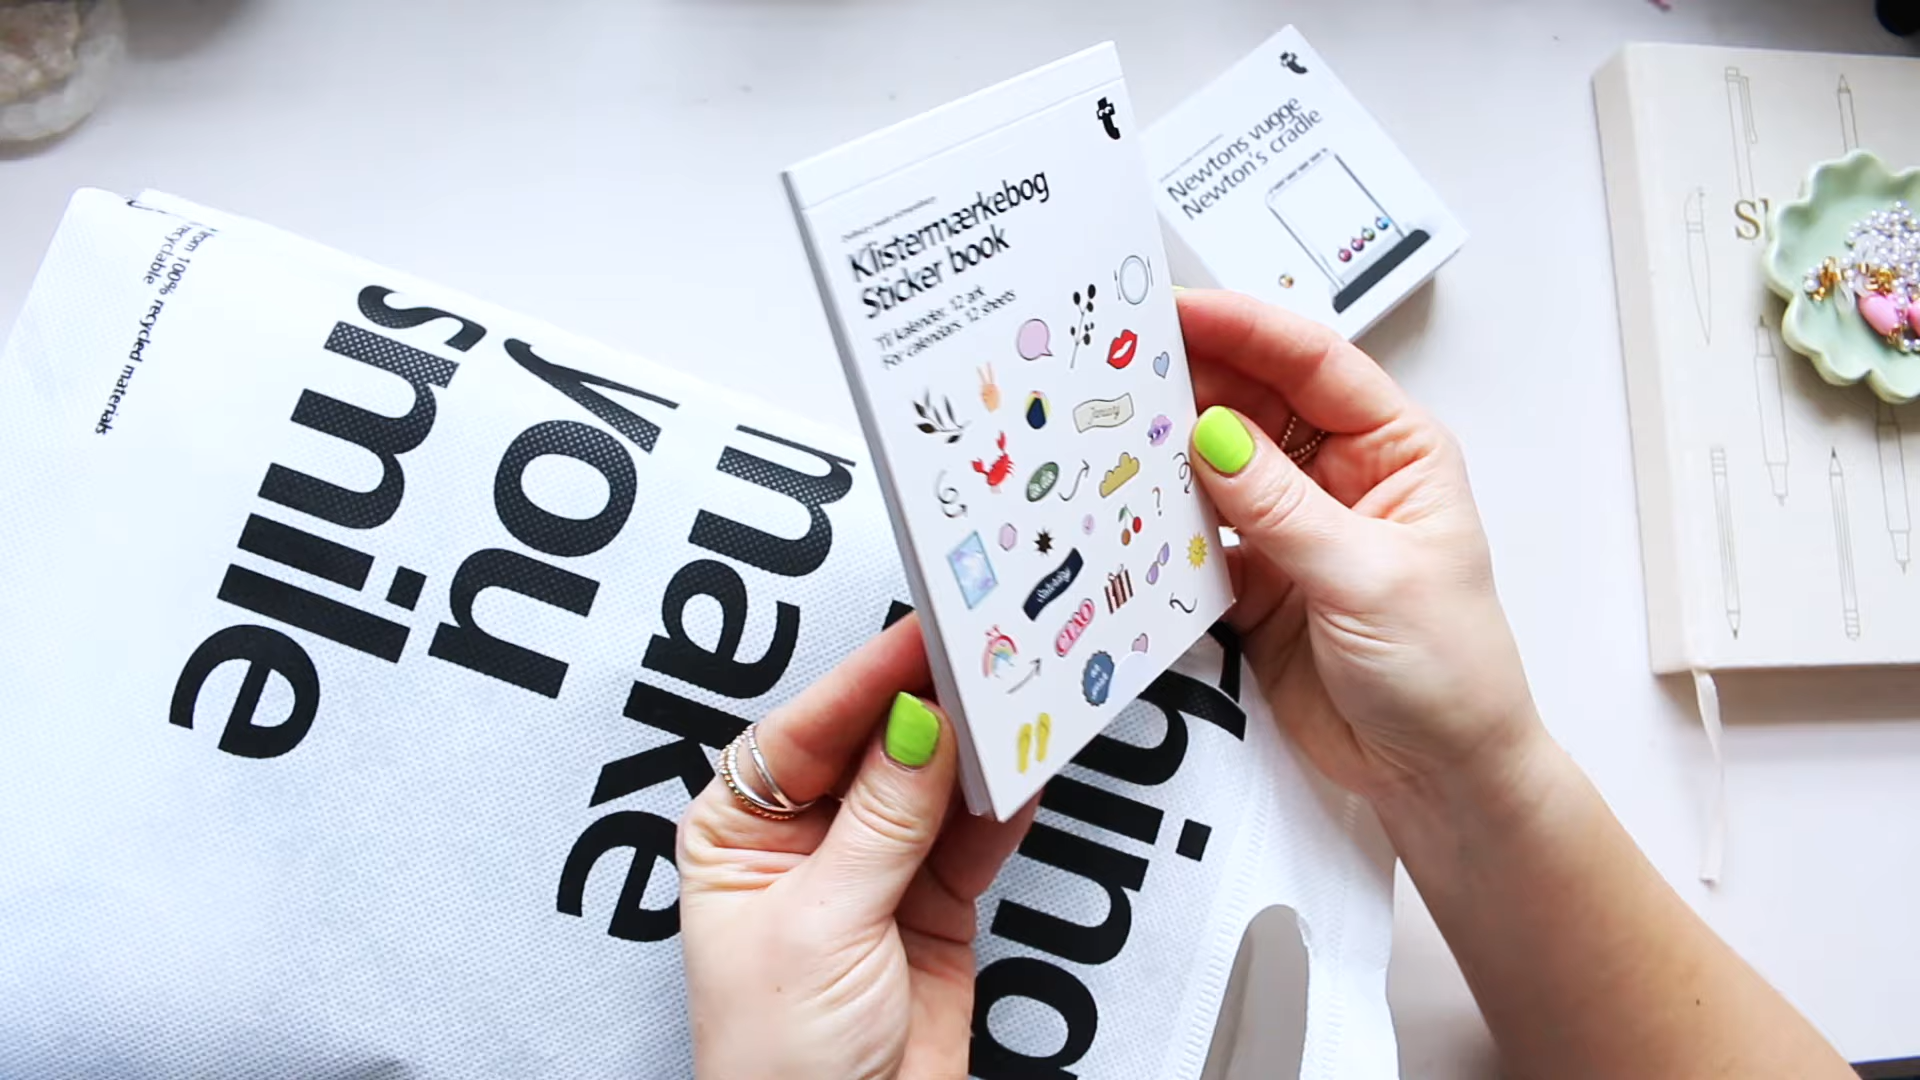 from 100% recycled materials
recyclable
make
you
smile
t
Klistermærkebog
Sticker book
Til kalender, 12 ark
For calendars, 12 sheets
January
Saturday
CIAO
t
Newtons vugge
Newton's cradle